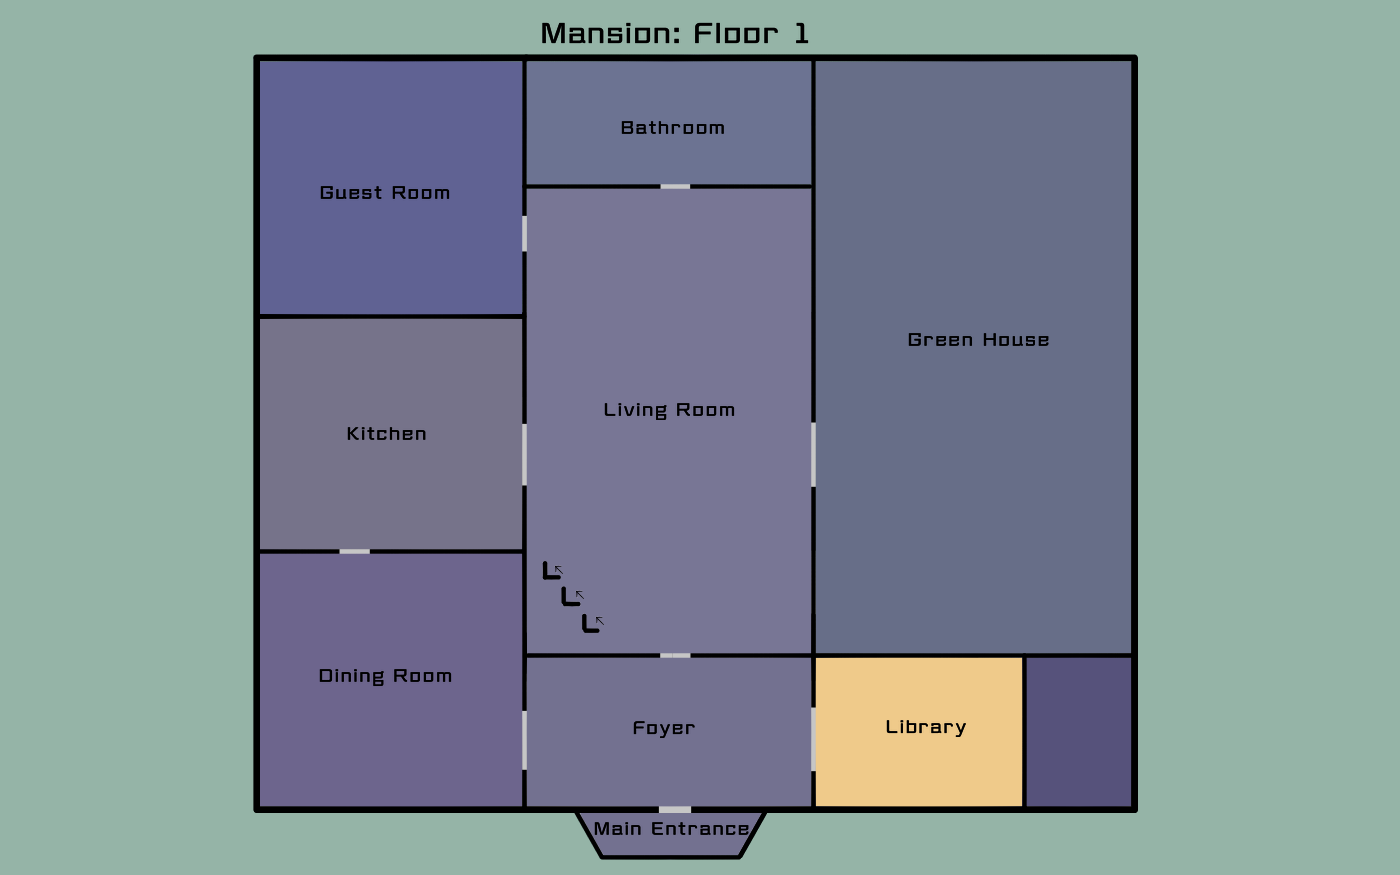 Mansion: Floor 1
Bathroom
Guest Room
Green House
Living Room
Kitchen
Dining Room
Foyer
Library
Main Entrance